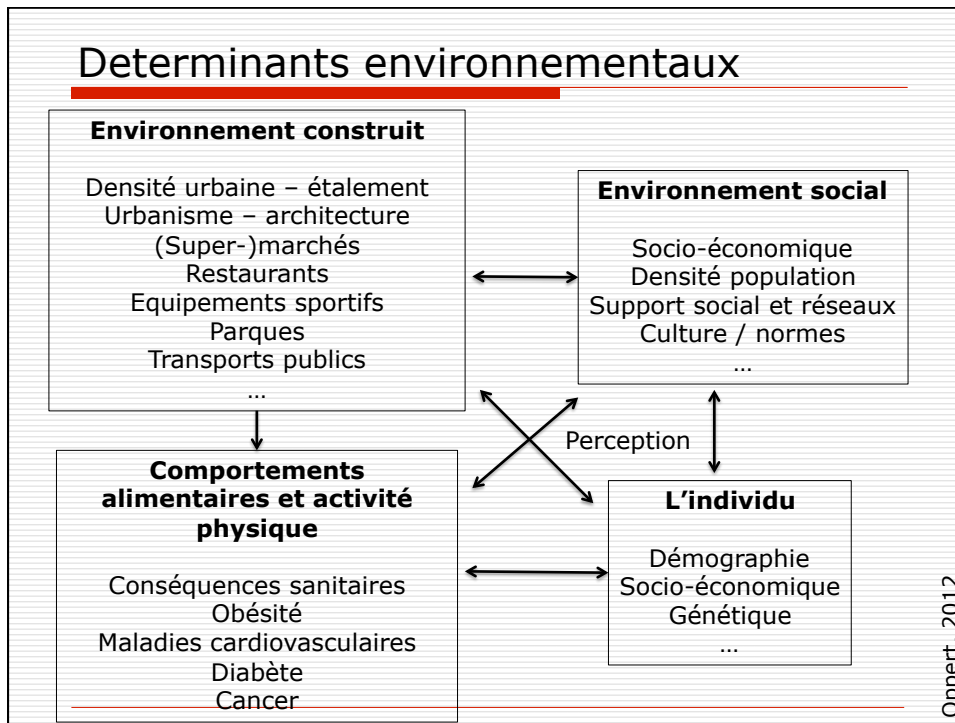 Determinants environnementaux
Environnement construit
Densité urbaine – étalement
Urbanisme – architecture
(Super-)marchés
Restaurants
Equipements sportifs
Parques
Transports publics
…
Environnement social
Socio-économique
Densité population
Support social et réseaux
Culture / normes
…
Perception
Comportements
alimentaires et activité
physique
Conséquences sanitaires
Obésité
Maladies cardiovasculaires
Diabète
Cancer
L’individu
Démographie
Socio-économique
Génétique
…
Oppert, 2012